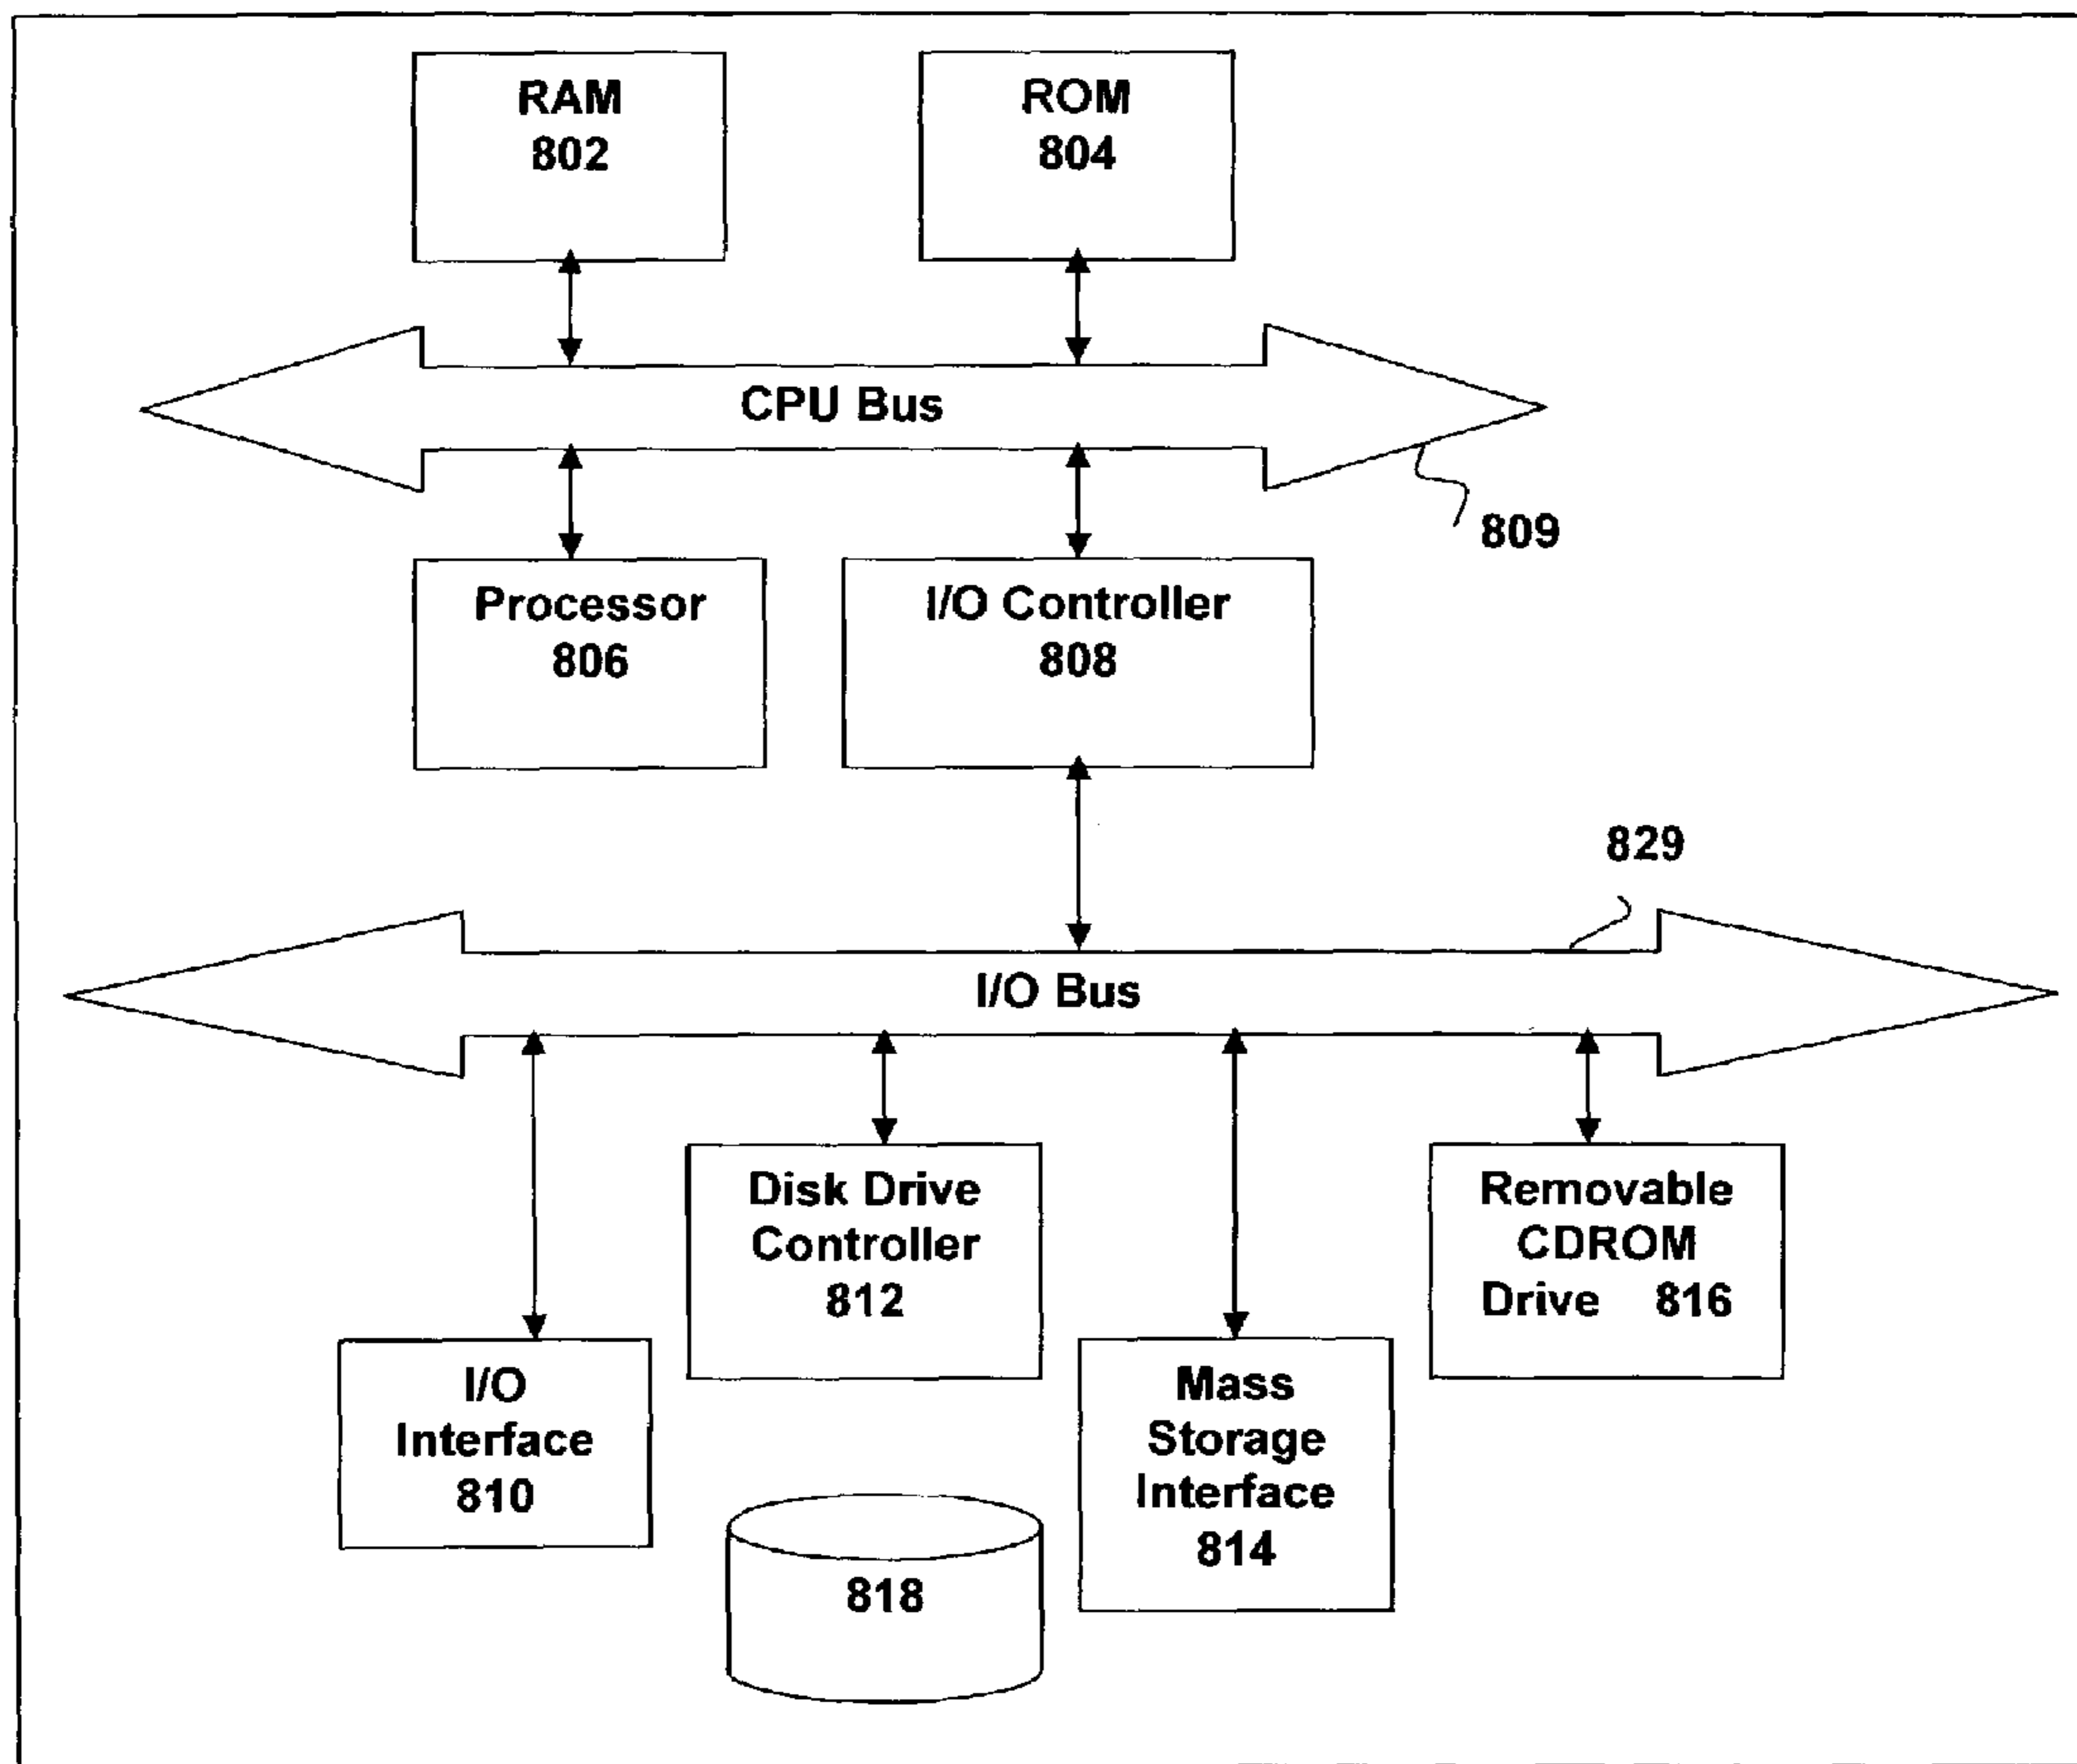 RAM
802
ROM
804
CPU Bus
809
Processor
806
I/O Controller
808
829
I/O Bus
Disk Drive
Controller
812
Removable
CDROM
Drive 816
I/O
Interface
810
Mass
Storage
Interface
814
818